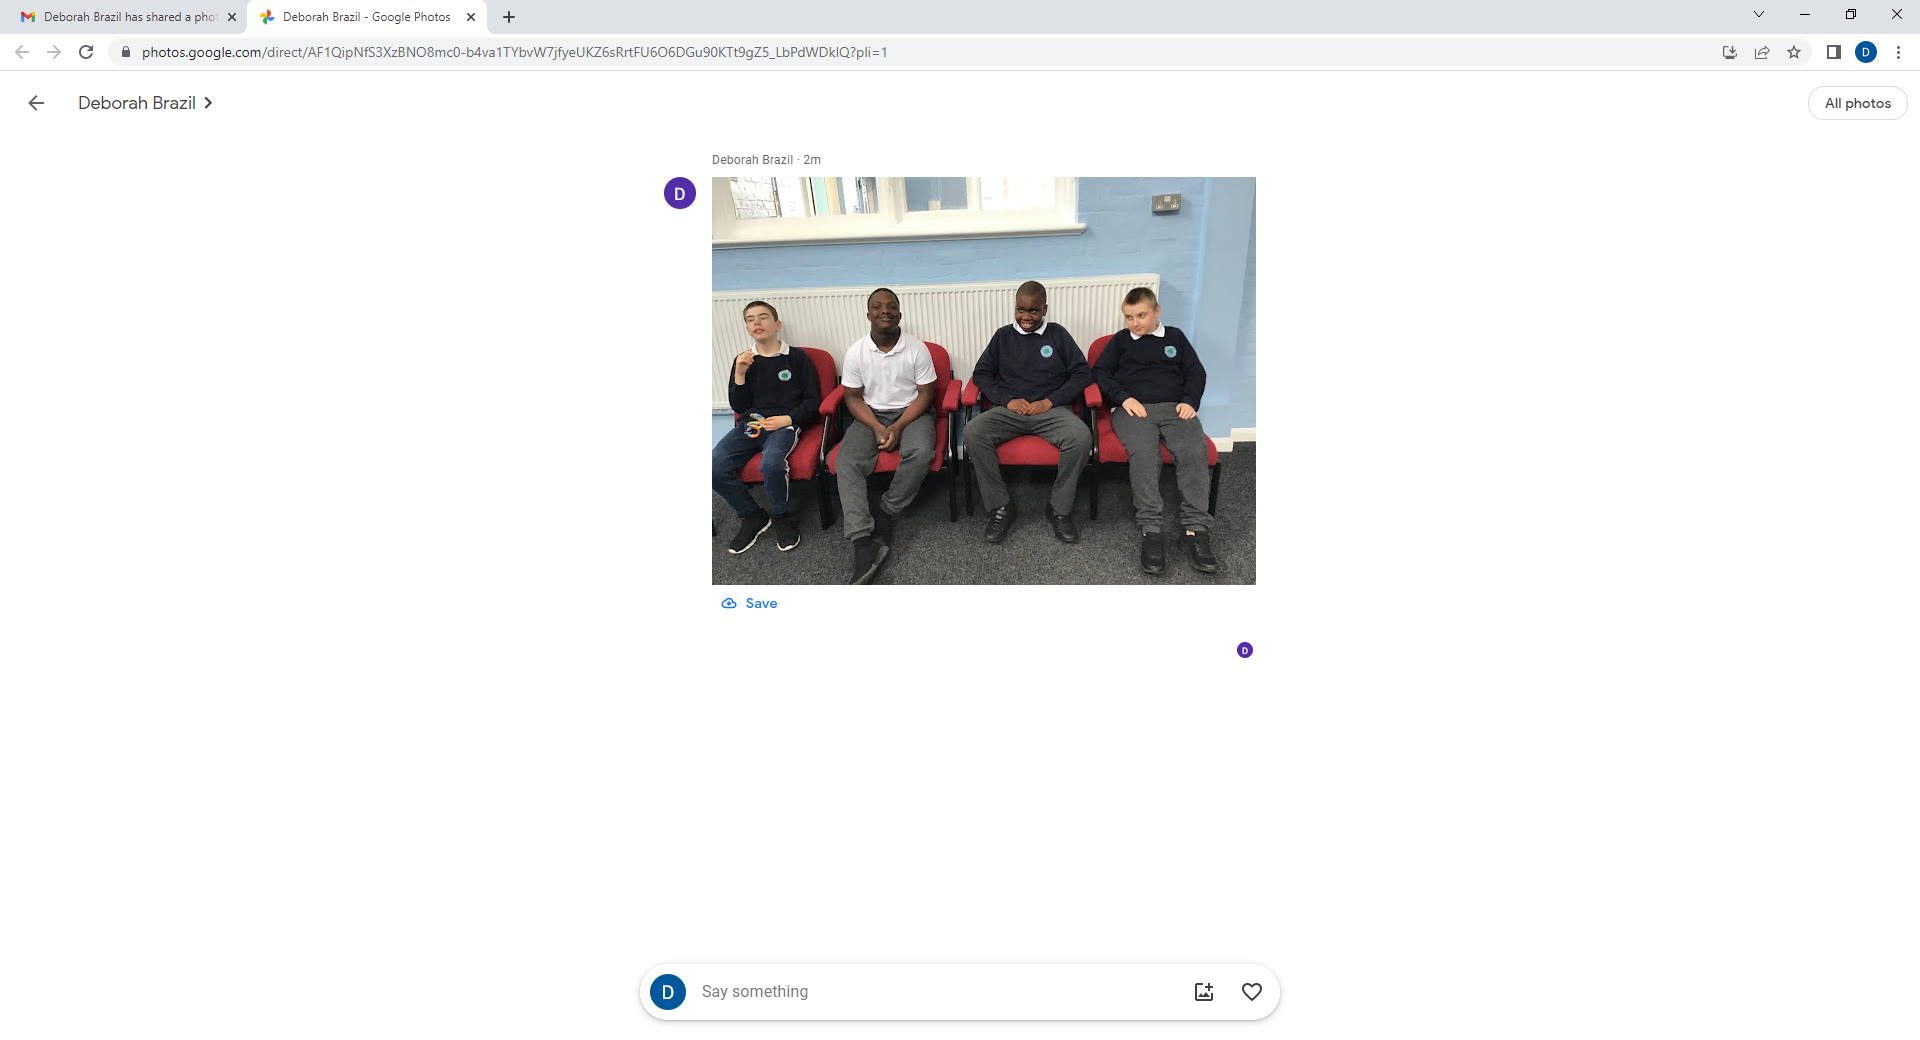 Deborah Brazil has shared a phot
Deborah Brazil - Google Photos
photos.google.com/direct/AF1QipNfS3XzBNO8mc0-b4va1TYbvW7jfyeUKZ6sRrtFU6O6DGu90KTt9gZ5_LbPdWDkIQ?pli=1
D
Deborah Brazil
All photos
Deborah Brazil · 2m
D
Save
D
D
Say something